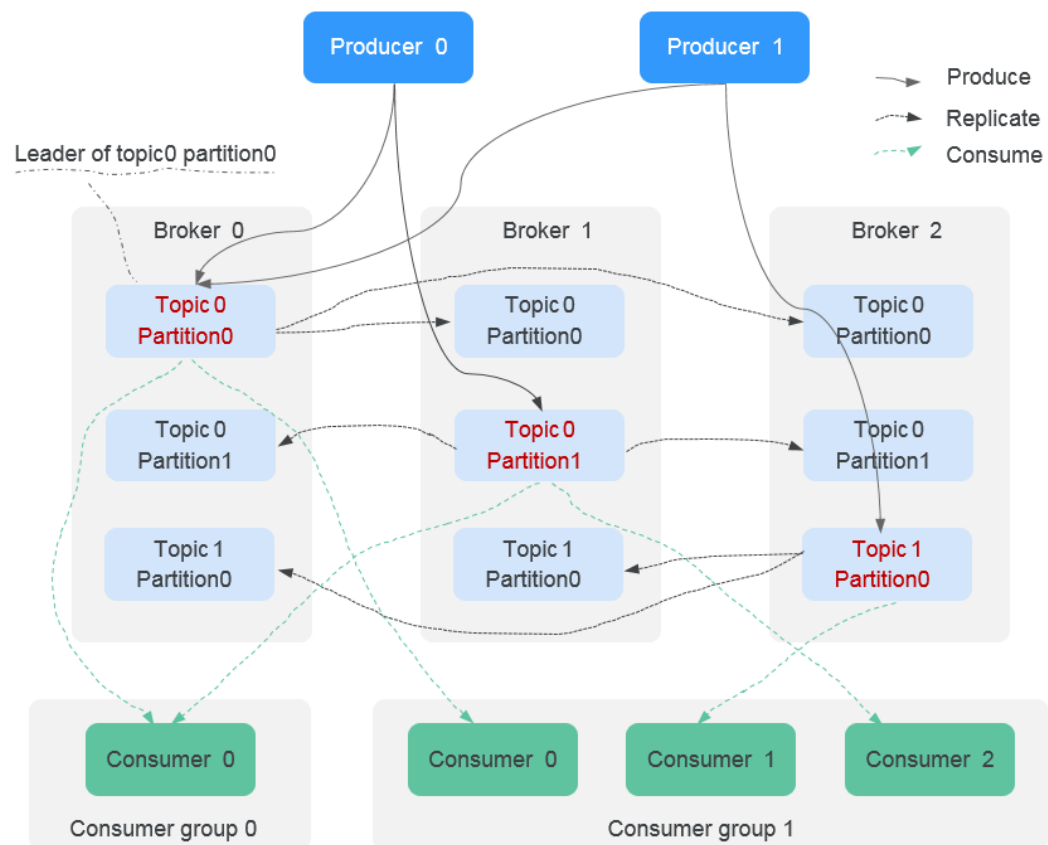 Producer 0
Producer 1
Produce
Replicate
Consume
Leader of topic0 partition0
Broker 0
Broker 1
Broker 2
Topic 0
Partition0
Topic 0
Partition0
Topic 0
Partition0
Topic 0
Partition1
Topic 0
Partition1
Topic 0
Partition1
Topic 1
Partition0
Topic 1
Partition0
Topic 1
Partition0
Consumer 0
Consumer 0
Consumer 1
Consumer 2
Consumer group 0
Consumer group 1